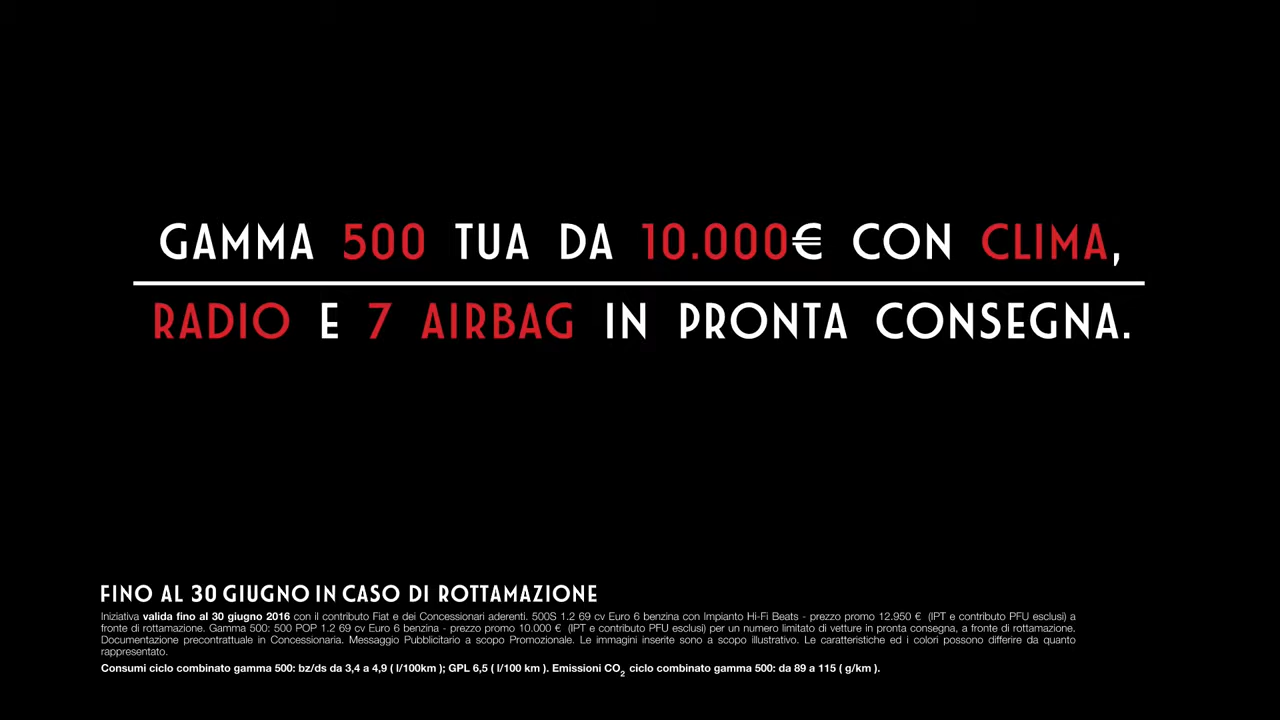 GAMMA 500 TUA DA 10.000€ CON CLIMA,
RADIO E 7 AIRBAG IN PRONTA CONSEGNA.
FINO AL 30 GIUGNO IN CASO DI ROTTAMAZIONE
Iniziativa valida fino al 30 giugno 2016 con il contributo Fiat e dei Concessionari aderenti. 500S 1.2 69 cv Euro 6 benzina con Impianto Hi-Fi Beats - prezzo promo 12.950 € (IPT e contributo PFU esclusi) a
fronte di rottamazione. Gamma 500: 500 POP 1.2 69 cv Euro 6 benzina - prezzo promo 10.000 € (IPT e contributo PFU esclusi) per un numero limitato di vetture in pronta consegna, a fronte di rottamazione.
Documentazione precontrattuale in Concessionaria. Messaggio Pubblicitario a scopo Promozionale. Le immagini inserite sono a scopo illustrativo. Le caratteristiche ed i colori possono differire da quanto
rappresentato.
Consumi ciclo combinato gamma 500: bz/ds da 3,4 a 4,9 ( l/100km ); GPL 6,5 ( l/100 km ). Emissioni CO2 ciclo combinato gamma 500: da 89 a 115 ( g/km ).